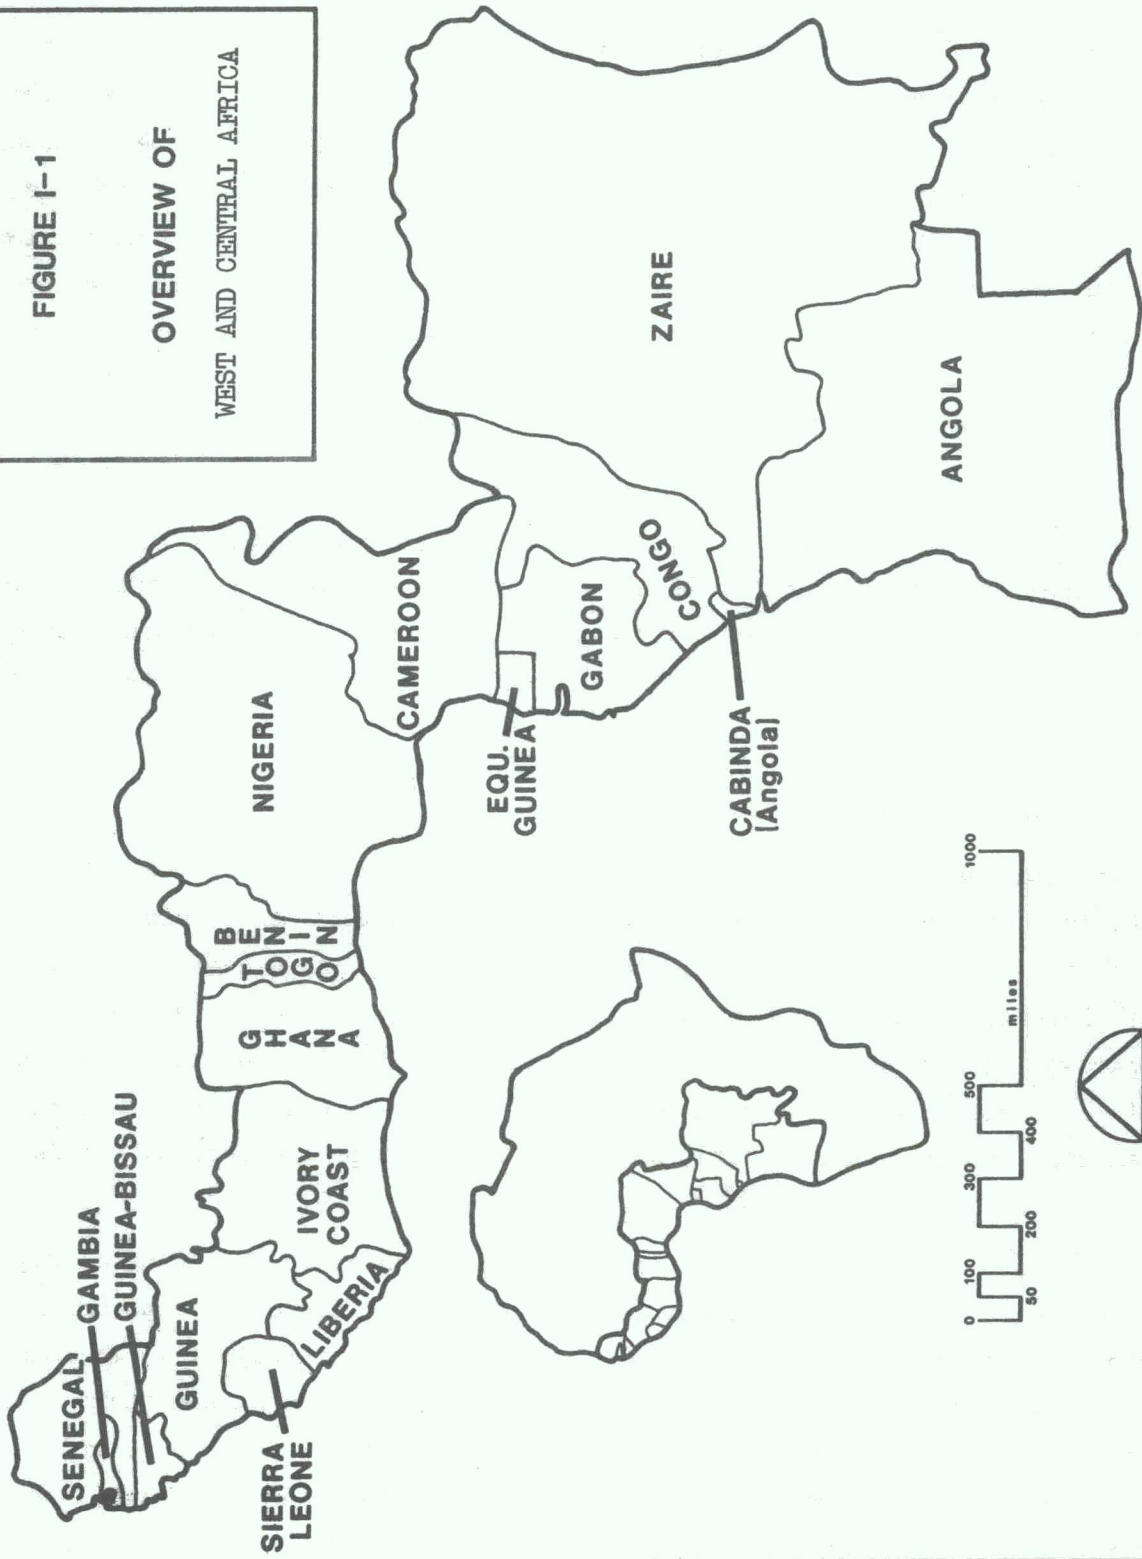 FIGURE I-1
OVERVIEW OF
WEST AND CENTRAL AFRICA
SENEGAL
GAMBIA
GUINEA-BISSAU
GUINEA
SIERRA
LEONE
LIBERIA
IVORY
COAST
GHANA
TOGO
BENIN
NIGERIA
CAMEROON
EQU.
GUINEA
GABON
CONGO
CABINDA
(Angola)
ZAIRE
ANGOLA
0
50
100
200
300
400
500
miles
1000